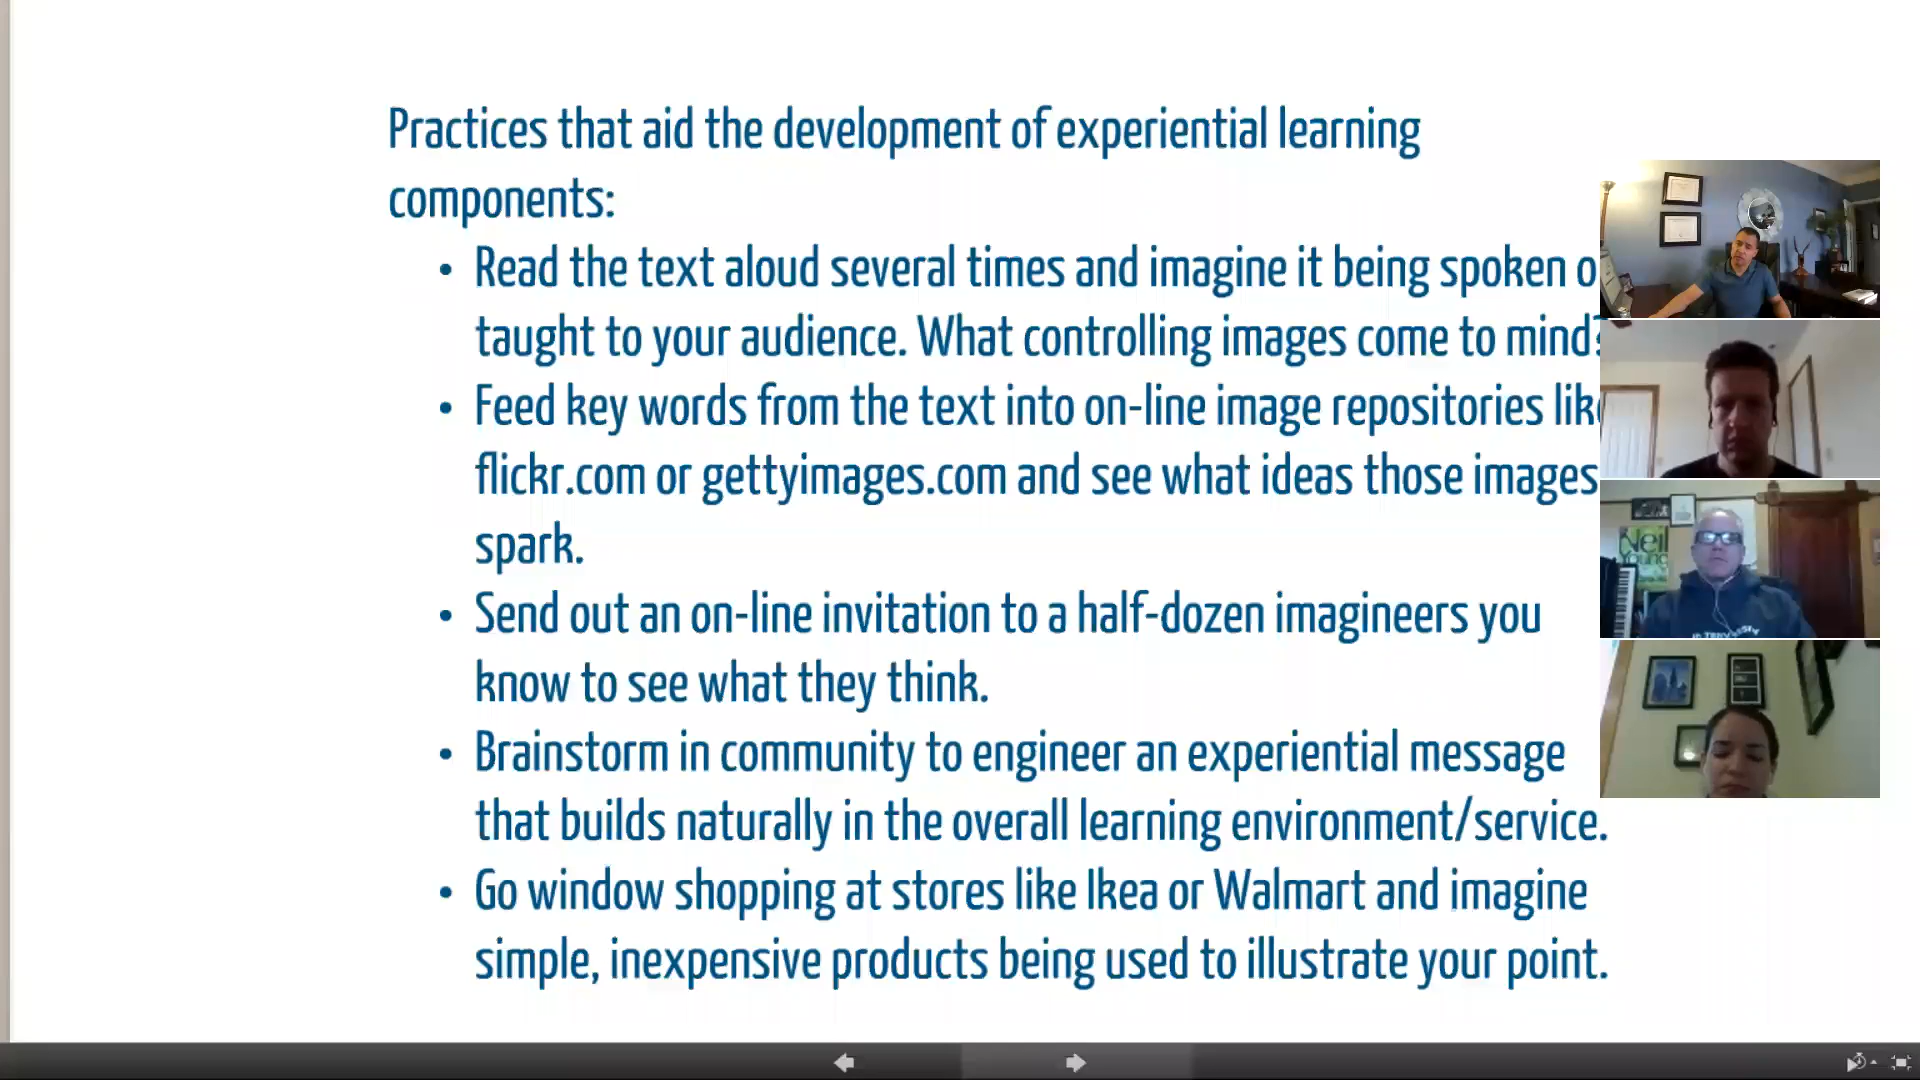 Practices that aid the development of experiential learning
components:
• Read the text aloud several times and imagine it being spoken
taught to your audience. What controlling images come to mind?
• Feed key words from the text into on-line image repositories
flickr.com or gettyimages.com and see what ideas those images
spark.
• Send out an on-line invitation to a half-dozen imagineers you
know to see what they think.
• Brainstorm in community to engineer an experiential message
that builds naturally in the overall learning environment/service.
• Go window shopping at stores like Ikea or Walmart and imagine
simple, inexpensive products being used to illustrate your point.
Neil
Young